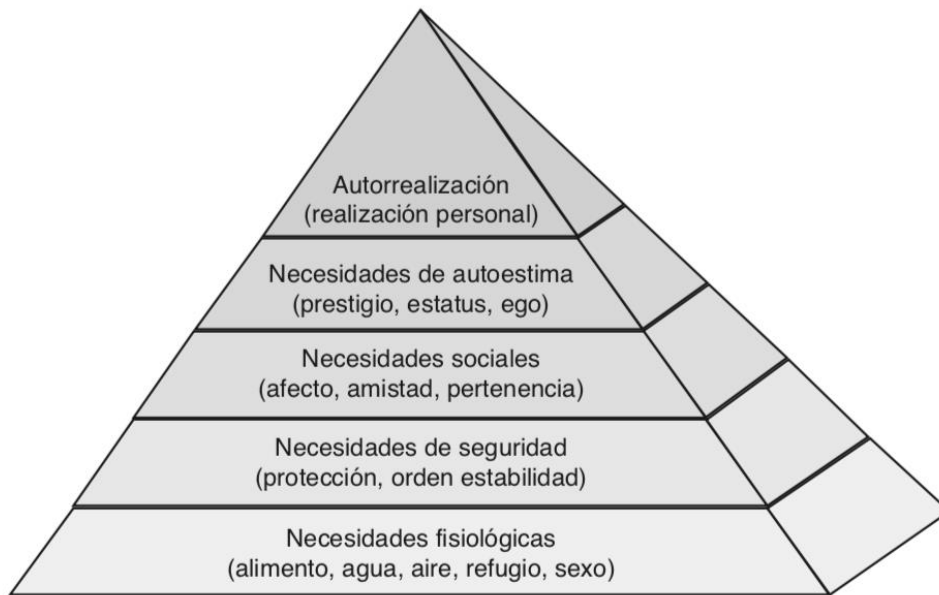 Autorrealización
(realización personal)
Necesidades de autoestima
(prestigio, estatus, ego)
Necesidades sociales
(afecto, amistad, pertenencia)
Necesidades de seguridad
(protección, orden estabilidad)
Necesidades fisiológicas
(alimento, agua, aire, refugio, sexo)